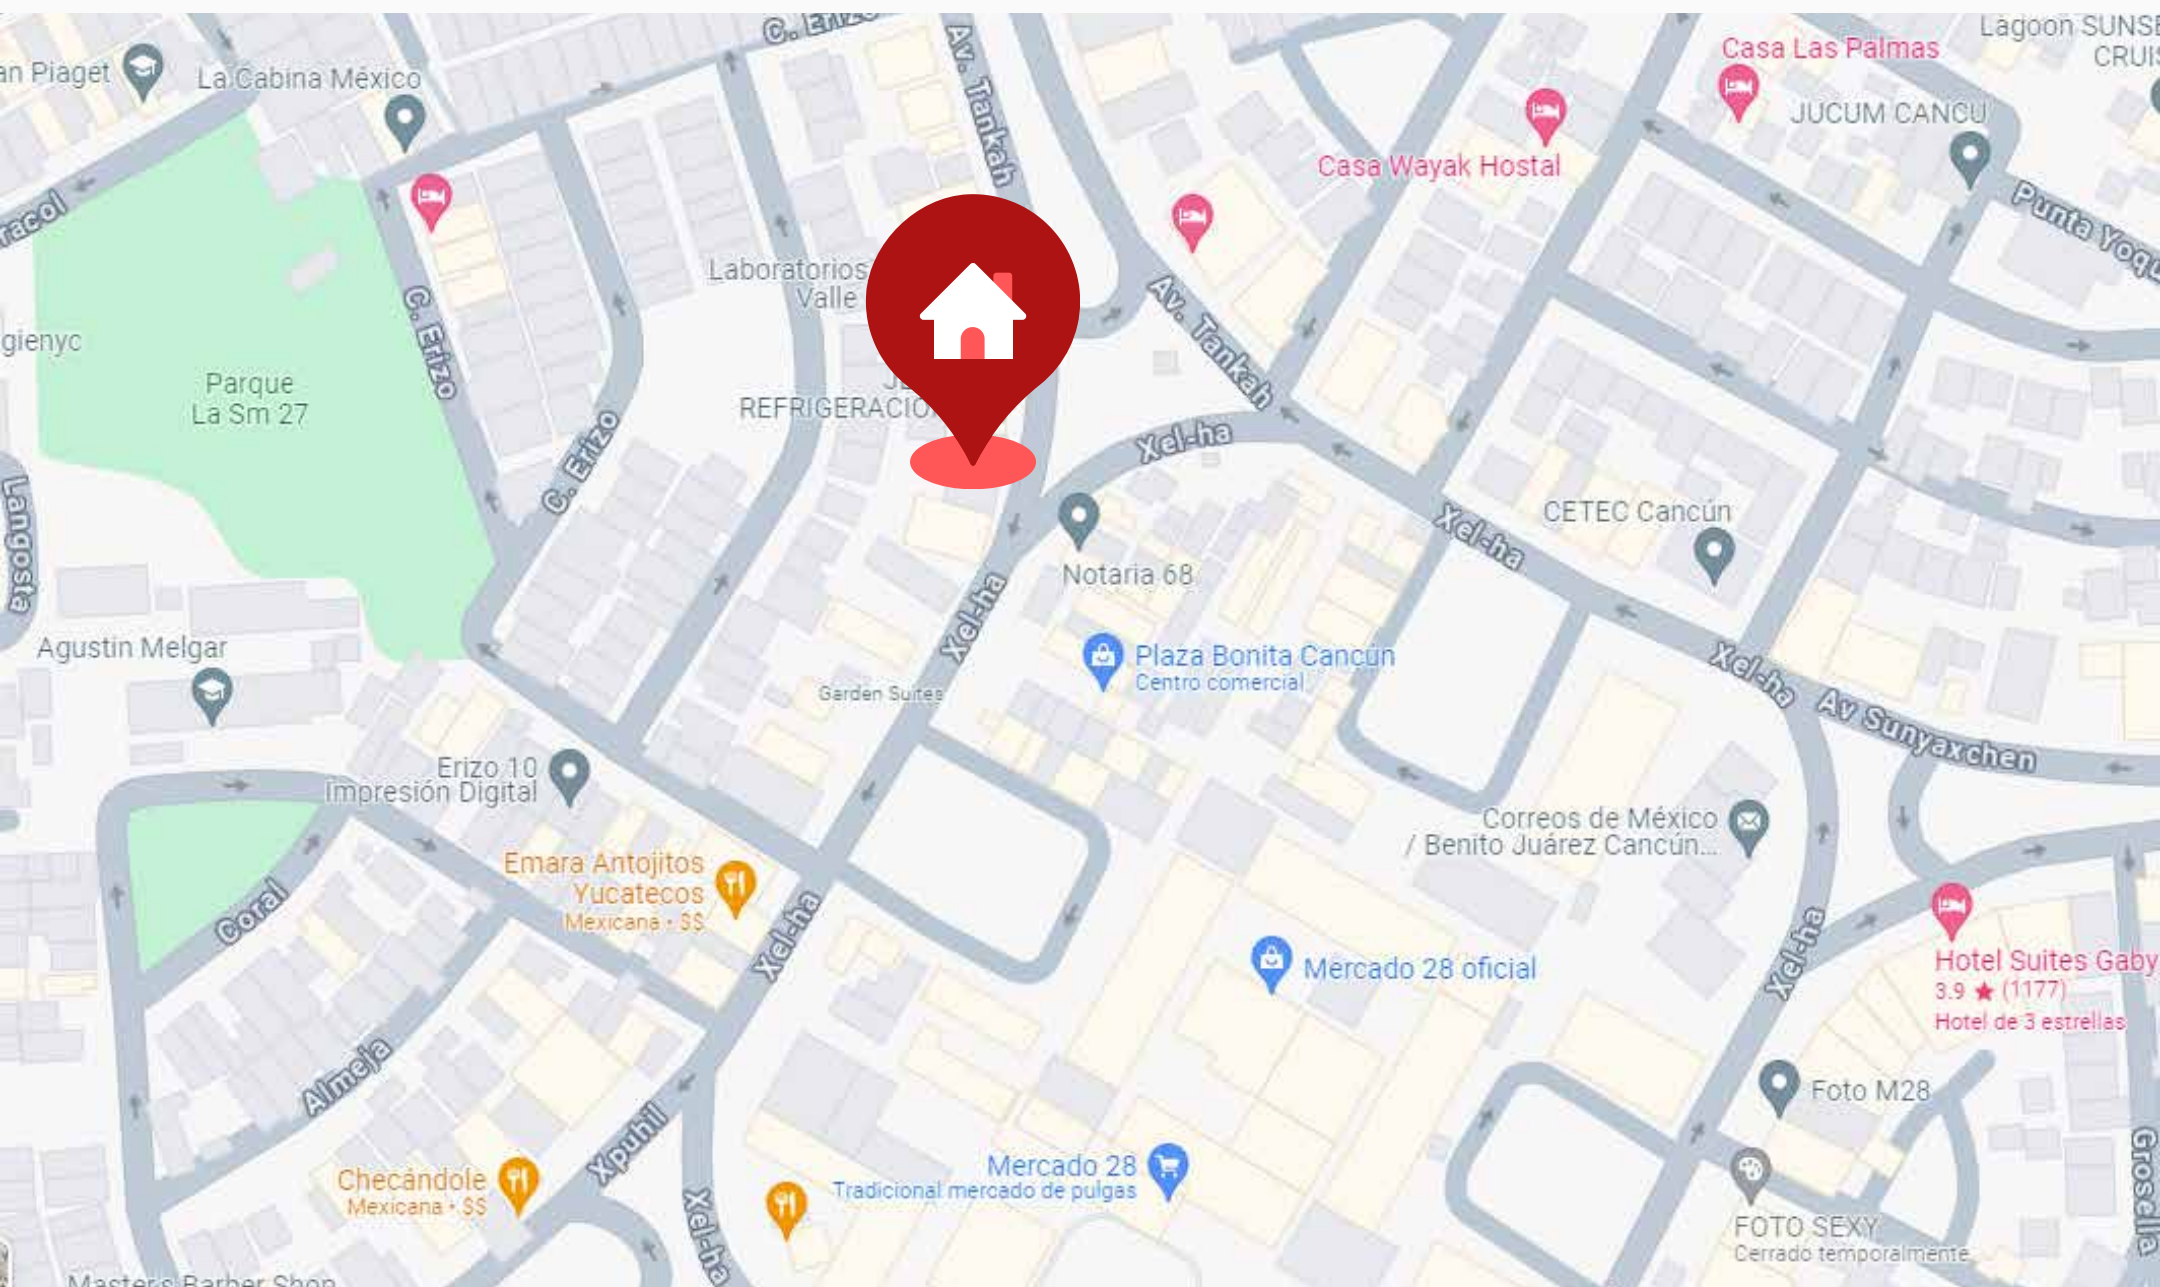 C. Erizo
Av. Tankah
Lagoon SUNSE
CRUIS
Casa Las Palmas
an Piaget
La Cabina México
JUCUM CANCU
Casa Wayak Hostal
racol
Punta Yoqu
Laboratorios
Valle
C. Erizo
Av. Tankah
gienyc
Parque
La Sm 27
REFRIGERACIO
Xel-ha
C. Erizo
Langosta
CETEC Cancún
Xel-ha
Notaria 68
Xel-ha
Agustin Melgar
Plaza Bonita Cancún
Centro comercial
Xel-ha
Garden Suites
Av Sunyaxchen
Erizo 10
Impresión Digital
Correos de México
/ Benito Juárez Cancún...
Emara Antojitos
Yucatecos
Mexicana • $$
Coral
Xel-ha
Xel-ha
Mercado 28 oficial
Hotel Suites Gaby
3.9 ★ (1177)
Hotel de 3 estrellas
Almeja
Foto M28
Xpuhil
Grosella
Mercado 28
Tradicional mercado de pulgas
Checándole
Mexicana • $$
Xel-ha
FOTO SEXY
Cerrado temporalmente
Master's Barber Shop